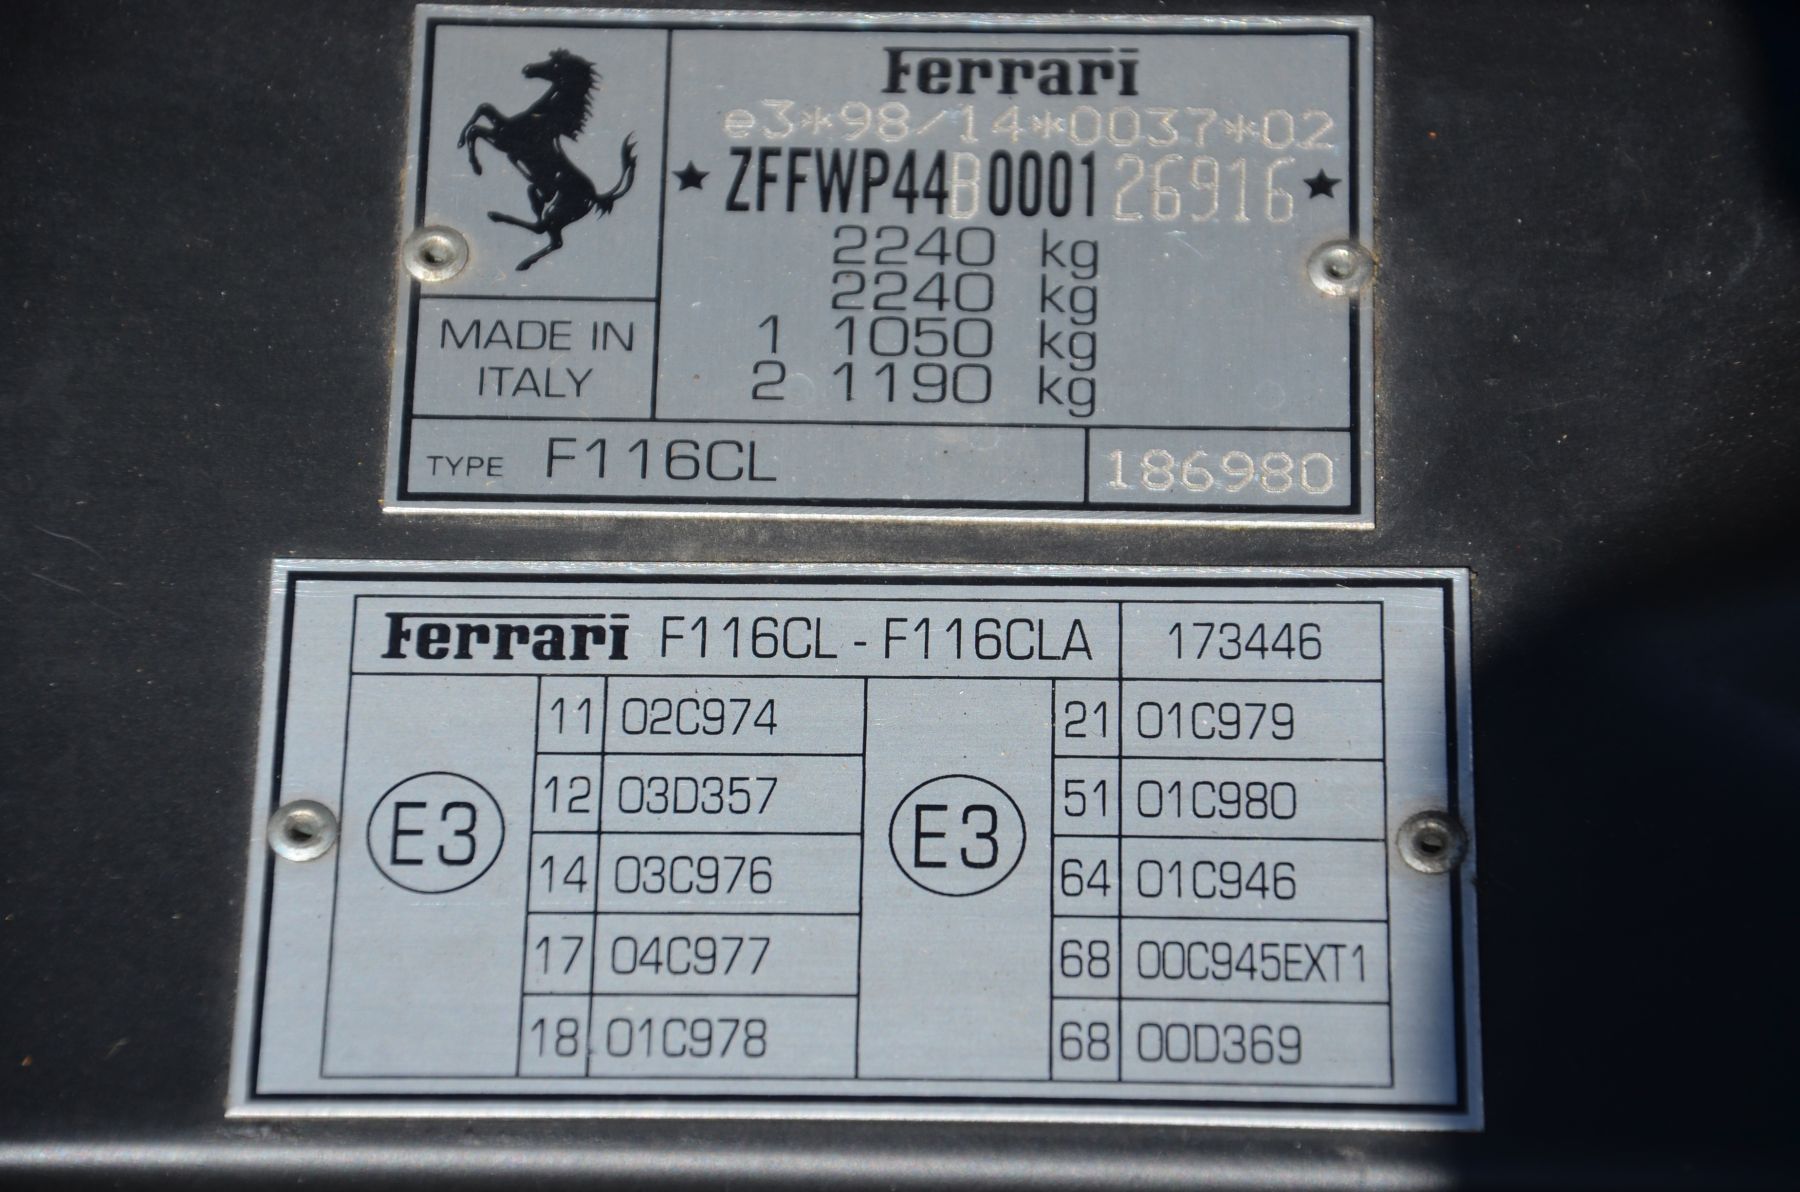 Ferrari
e3*98/14*0037*02
★ ZFFWP44B000126916 ★
2240 kg
2240 kg
1 1050 kg
2 1190 kg
MADE IN
ITALY
TYPE F116CL 186980
Ferrari F116CL - F116CLA 173446
E3
11 02C974
12 03D357
14 03C976
17 04C977
18 01C978
E3
21 01C979
51 01C980
64 01C946
68 00C945EXT1
68 00D369